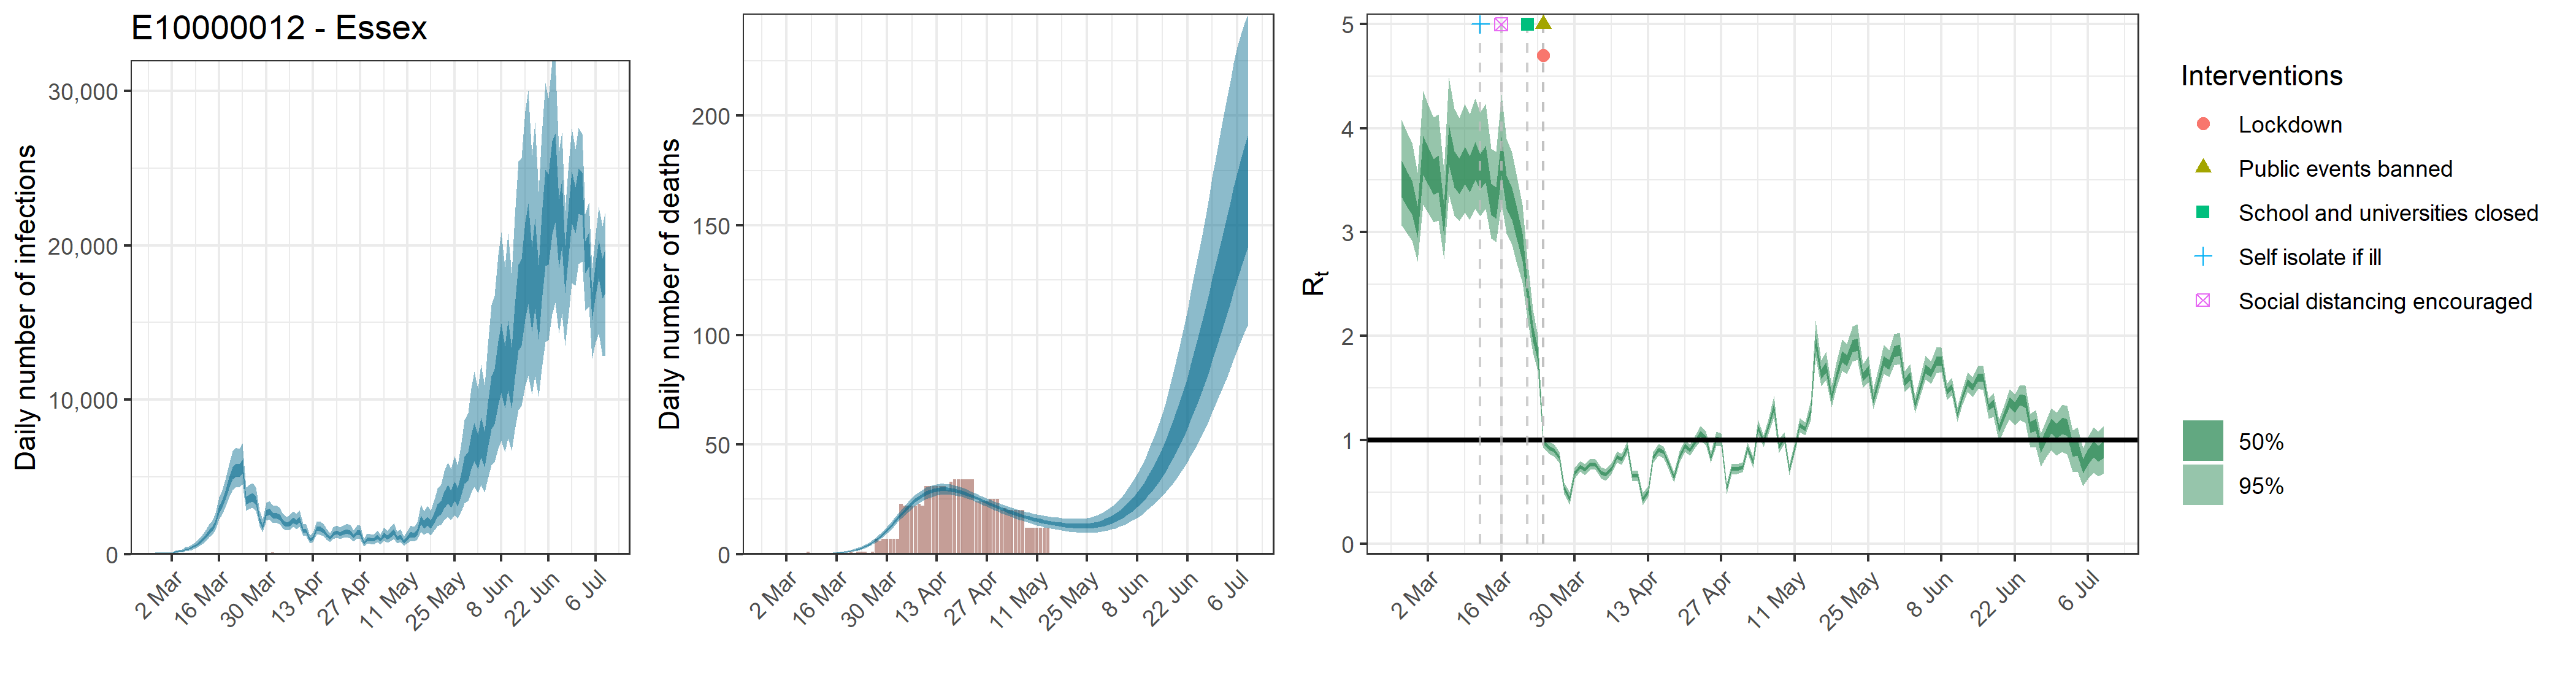 E10000012 - Essex
Daily number of infections
30,000
20,000
10,000
0
2 Mar
16 Mar
30 Mar
13 Apr
27 Apr
11 May
25 May
8 Jun
22 Jun
6 Jul
Daily number of deaths
200
150
100
50
0
2 Mar
16 Mar
30 Mar
13 Apr
27 Apr
11 May
25 May
8 Jun
22 Jun
6 Jul
Rt
5
4
3
2
1
0
2 Mar
16 Mar
30 Mar
13 Apr
27 Apr
11 May
25 May
8 Jun
22 Jun
6 Jul
Interventions
Lockdown
Public events banned
School and universities closed
Self isolate if ill
Social distancing encouraged
50%
95%